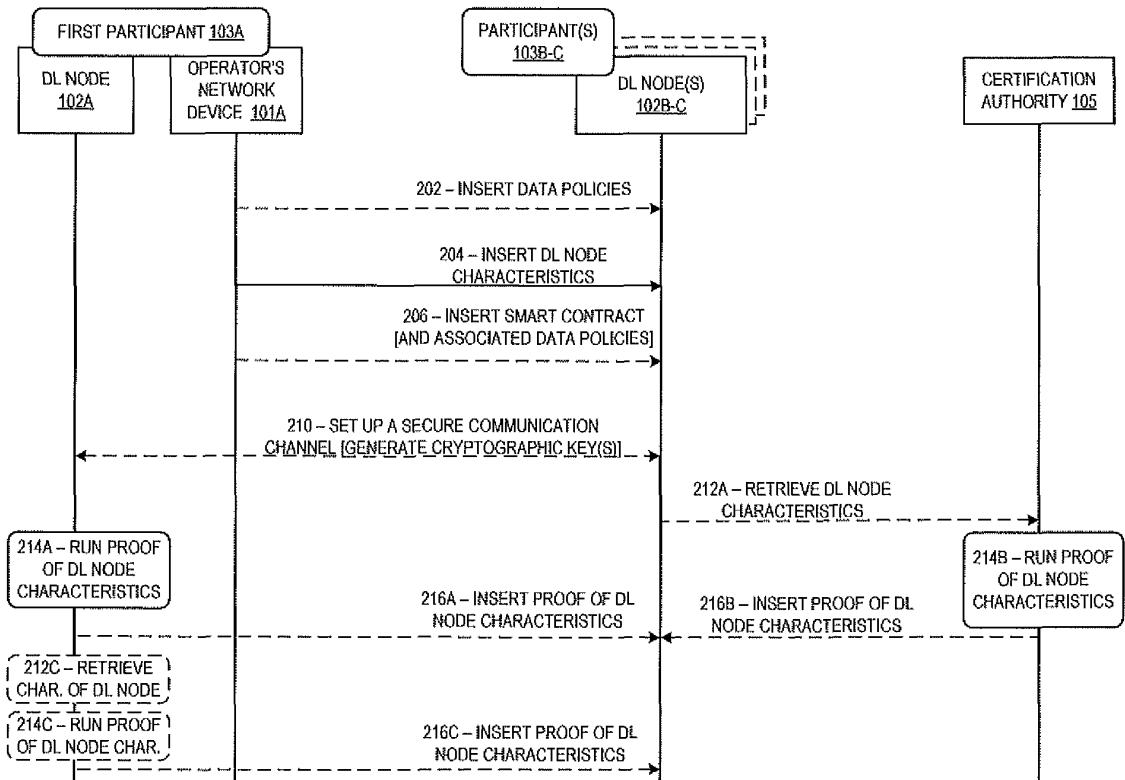 FIRST PARTICIPANT 103A
DL NODE
102A
OPERATOR'S
NETWORK
DEVICE 101A
PARTICIPANT(S)
103B-C
DL NODE(S)
102B-C
CERTIFICATION
AUTHORITY 105
202 – INSERT DATA POLICIES
204 – INSERT DL NODE
CHARACTERISTICS
206 – INSERT SMART CONTRACT
[AND ASSOCIATED DATA POLICIES]
210 – SET UP A SECURE COMMUNICATION
CHANNEL [GENERATE CRYPTOGRAPHIC KEY(S)]
212A – RETRIEVE DL NODE
CHARACTERISTICS
214A – RUN PROOF
OF DL NODE
CHARACTERISTICS
214B – RUN PROOF
OF DL NODE
CHARACTERISTICS
216A – INSERT PROOF OF DL
NODE CHARACTERISTICS
216B – INSERT PROOF OF DL
NODE CHARACTERISTICS
212C – RETRIEVE
CHAR. OF DL NODE
214C – RUN PROOF
OF DL NODE CHAR.
216C – INSERT PROOF OF DL
NODE CHARACTERISTICS